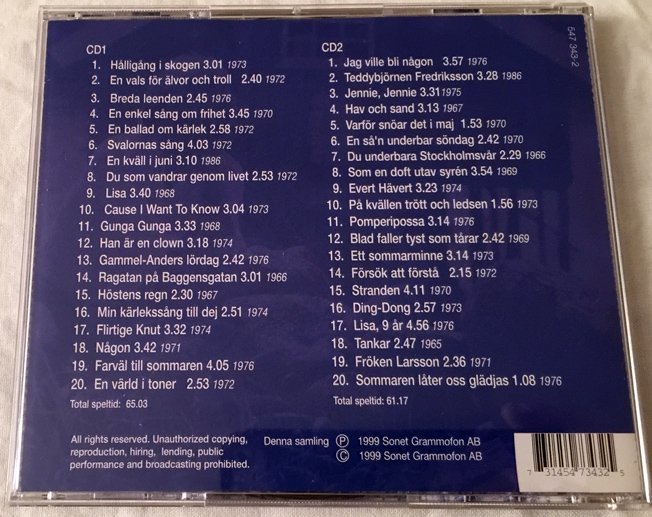 CD1
1. Hålligång i skogen 3.01 1973
2. En vals för älvor och troll 2.40 1972
3. Breda leenden 2.45 1976
4. En enkel sång om frihet 3.45 1970
5. En ballad om kärlek 2.58 1972
6. Svalornas sång 4.03 1972
7. En kväll i juni 3.10 1986
8. Du som vandrar genom livet 2.53 1972
9. Lisa 3.40 1968
10. Cause I Want To Know 3.04 1973
11. Gunga Gunga 3.33 1968
12. Han är en clown 3.18 1974
13. Gammel-Anders lördag 2.42 1976
14. Ragatan på Baggensgatan 3.01 1966
15. Höstens regn 2.30 1967
16. Min kärlekssång till dej 2.51 1974
17. Flirtige Knut 3.32 1974
18. Någon 3.42 1971
19. Farväl till sommaren 4.05 1976
20. En värld i toner 2.53 1972
Total speltid: 65.03
CD2
1. Jag ville bli någon 3.57 1976
2. Teddybjörnen Fredriksson 3.28 1986
3. Jennie, Jennie 3.31 1975
4. Hav och sand 3.13 1967
5. Varför snöar det i maj 1.53 1970
6. En så'n underbar söndag 2.42 1970
7. Du underbara Stockholmsvår 2.29 1966
8. Som en doft utav syrén 3.54 1969
9. Evert Hävert 3.23 1974
10. På kvällen trött och ledsen 1.56 1973
11. Pomperipossa 3.14 1976
12. Blad faller tyst som tårar 2.42 1969
13. Ett sommarminne 3.14 1973
14. Försök att förstå 2.15 1972
15. Stranden 4.11 1970
16. Ding-Dong 2.57 1973
17. Lisa, 9 år 4.56 1976
18. Tankar 2.47 1965
19. Fröken Larsson 2.36 1971
20. Sommaren låter oss glädjas 1.08 1976
Total speltid: 61.17
547 343-2
All rights reserved. Unauthorized copying,
reproduction, hiring, lending, public
performance and broadcasting prohibited.
Denna samling Ⓟ 1999 Sonet Grammofon AB
© 1999 Sonet Grammofon AB
7 31454 73432 5